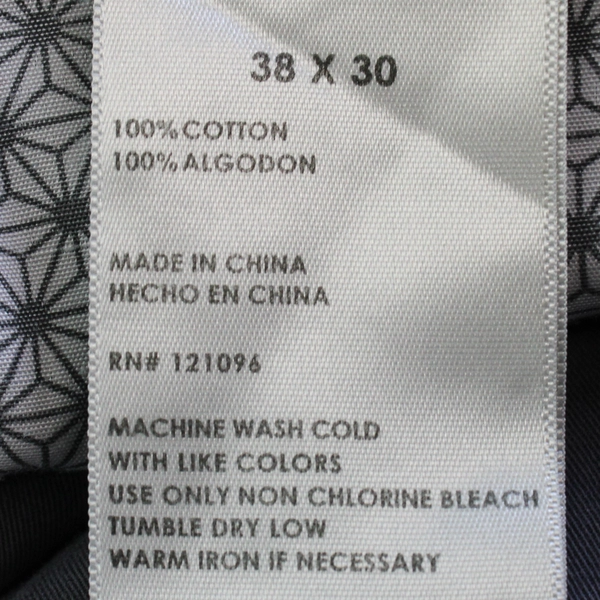 38 X 30
100% COTTON
100% ALGODON
MADE IN CHINA
HECHO EN CHINA
RN# 121096
MACHINE WASH COLD
WITH LIKE COLORS
USE ONLY NON CHLORINE BLEACH
TUMBLE DRY LOW
WARM IRON IF NECESSARY